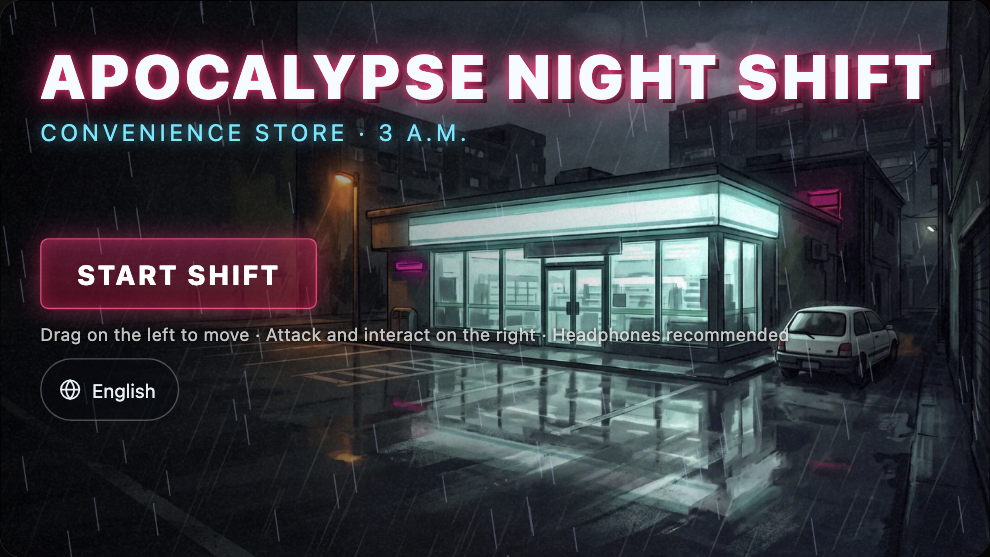 APOCALYPSE NIGHT SHIFT
CONVENIENCE STORE · 3 A.M.
START SHIFT
Drag on the left to move · Attack and interact on the right · Headphones recommended
English